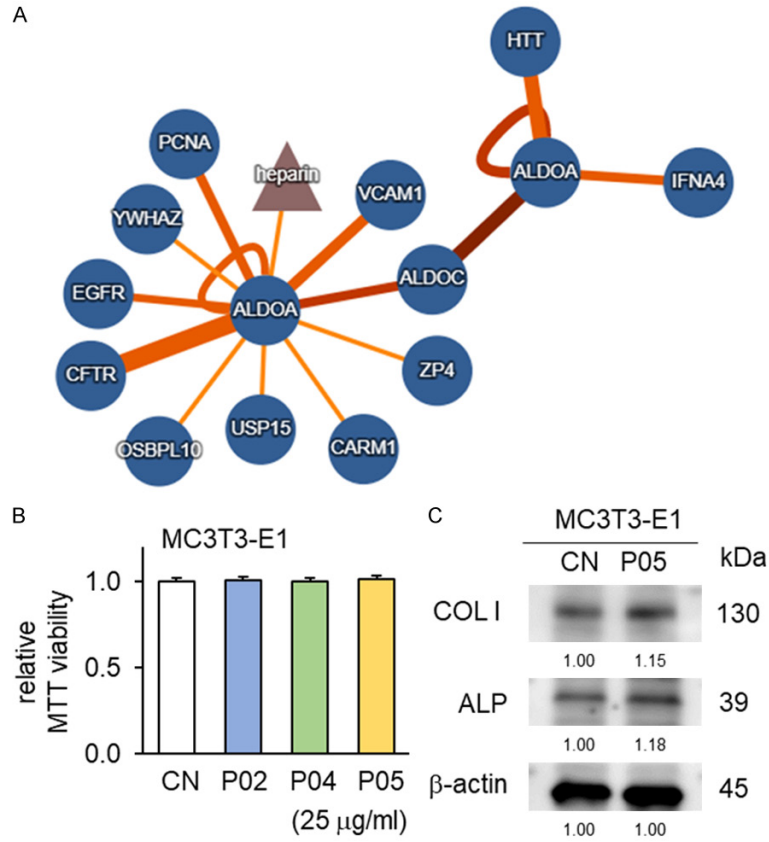 A
HTT
PCNA
heparin
VCAM1
ALDOA
IFNA4
YWHAZ
ALDOC
EGFR
ALDOA
CFTR
ZP4
OSBPL10
USP15
CARM1
B
MC3T3-E1
relative
MTT viability
1.0
0.5
0.0
CN P02 P04 P05
(25 μg/ml)
C
MC3T3-E1
CN P05 kDa
COL I 130
1.00 1.15
ALP 39
1.00 1.18
β-actin 45
1.00 1.00